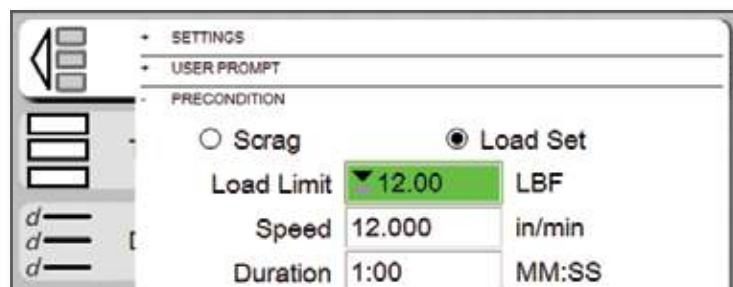 + SETTINGS
+ USER PROMPT
- PRECONDITION
Scrag Load Set
Load Limit 12.00 LBF
Speed 12.000 in/min
d
d
d
Duration 1:00 MM:SS